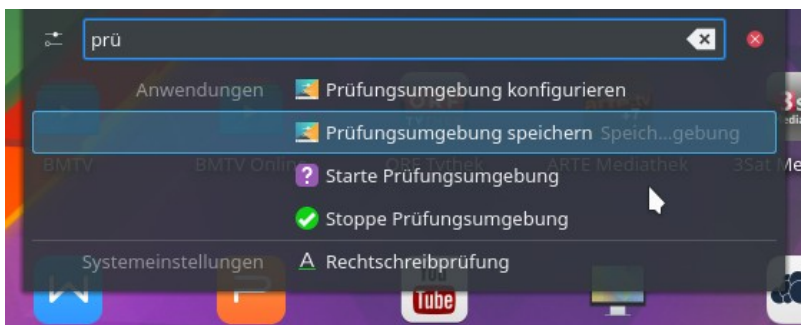 prü
Anwendungen Prüfungsumgebung konfigurieren
Prüfungsumgebung speichern Speich...gebung
BMTV BMTV Online ORF Tvthek ARTE Mediathek 3Sat Me
Starte Prüfungsumgebung
Stoppe Prüfungsumgebung
Systemeinstellungen A Rechtschreibprüfung
You
Tube